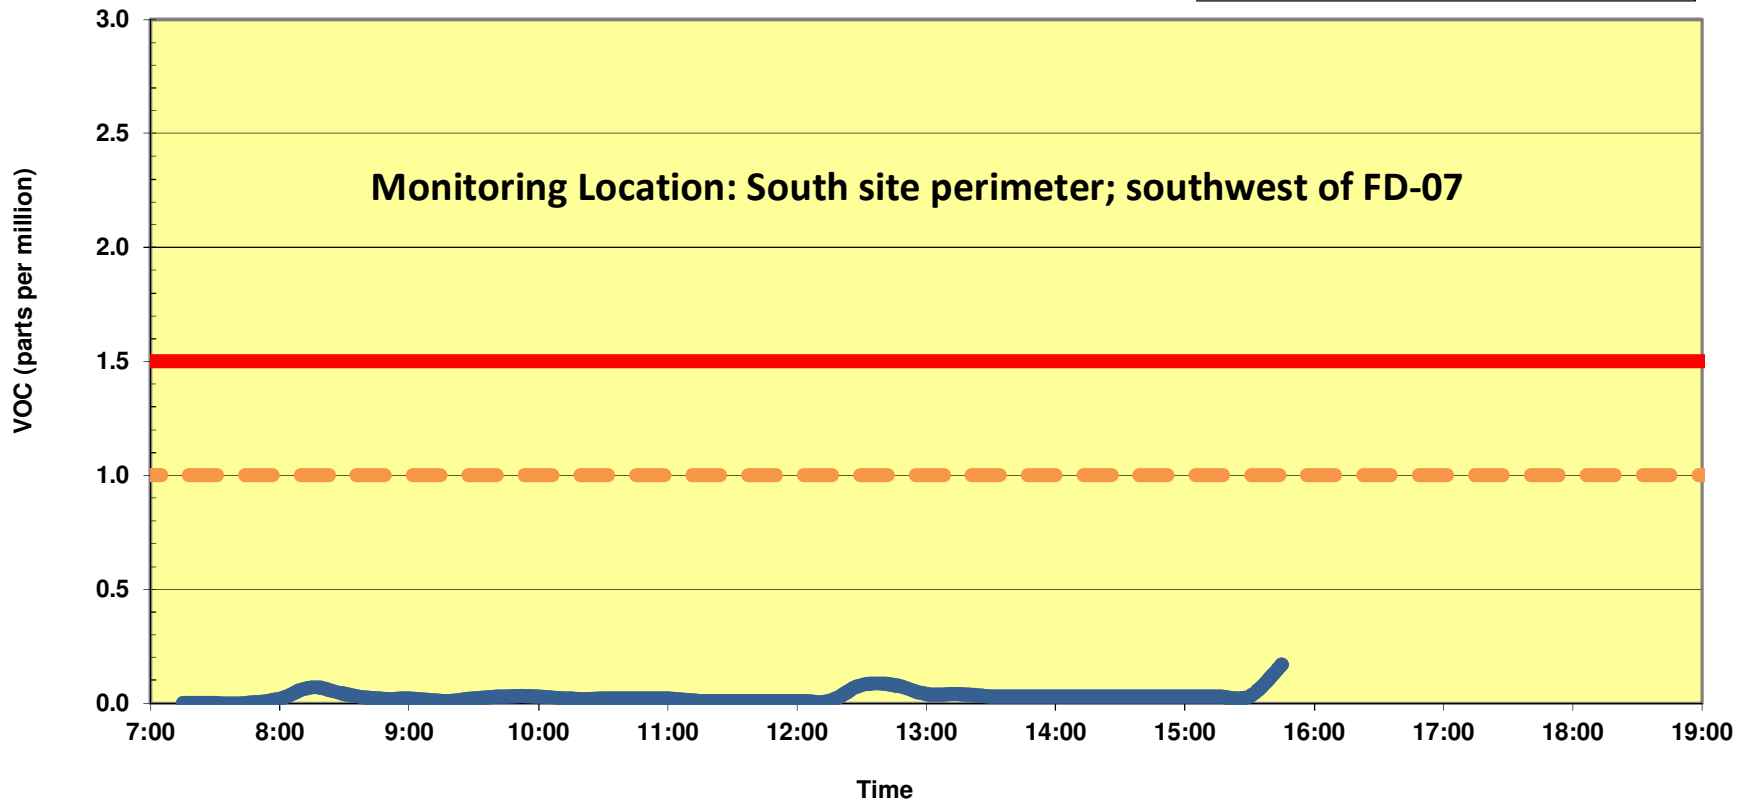 3.0
2.5
Monitoring Location: South site perimeter; southwest of FD-07
2.0
VOC (parts per million)
1.5
1.0
0.5
0.0
7:00 8:00 9:00 10:00 11:00 12:00 13:00 14:00 15:00 16:00 17:00 18:00 19:00
Time